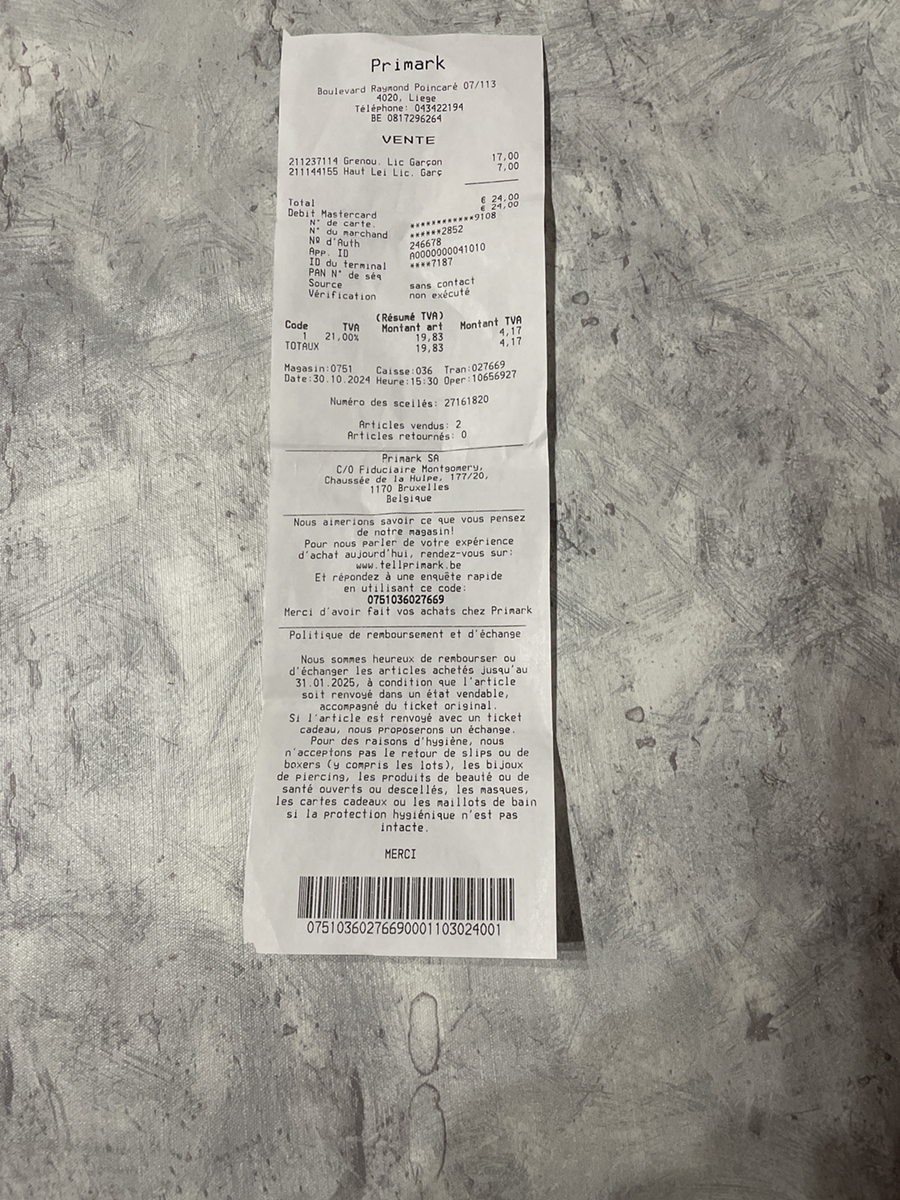 Primark
Boulevard Raymond Poincaré 07/113
4020, Liege
Téléphone: 043422194
BE 0817296264
VENTE
211237114 Grenou. Lic Garçon 17,00
211144155 Haut Lei Lic. Garç 7,00
Total € 24,00
Debit Mastercard € 24,00
N° de carte. ************9108
N° du marchand ******2852
Nº d'Auth 246678
App. ID A0000000041010
ID du terminal ****7187
PAN N° de séq
Source sans contact
Vérification non exécuté
(Résumé TVA)
Code TVA Montant art Montant TVA
1 21,00% 19,83 4,17
TOTAUX 19,83 4,17
Magasin:0751 Caisse:036 Tran:027669
Date:30.10.2024 Heure:15:30 Oper:10656927
Numéro des scellés: 27161820
Articles vendus: 2
Articles retournés: 0
Primark SA
C/O Fiduciaire Montgomery,
Chaussée de la Hulpe, 177/20,
1170 Bruxelles
Belgique
Nous aimerions savoir ce que vous pensez
de notre magasin!
Pour nous parler de votre expérience
d'achat aujourd'hui, rendez-vous sur:
www.tellprimark.be
Et répondez à une enquête rapide
en utilisant ce code:
0751036027669
Merci d'avoir fait vos achats chez Primark
Politique de remboursement et d'échange
Nous sommes heureux de rembourser ou
d'échanger les articles achetés jusqu'au
31.01.2025, à condition que l'article
soit renvoyé dans un état vendable,
accompagné du ticket original.
Si l'article est renvoyé avec un ticket
cadeau, nous proposerons un échange.
Pour des raisons d'hygiène, nous
n'acceptons pas le retour de slips ou de
boxers (y compris les lots), les bijoux
de piercing, les produits de beauté ou de
santé ouverts ou descellés, les masques,
les cartes cadeaux ou les maillots de bain
si la protection hygiénique n'est pas
intacte.
MERCI
07510360276690001103024001